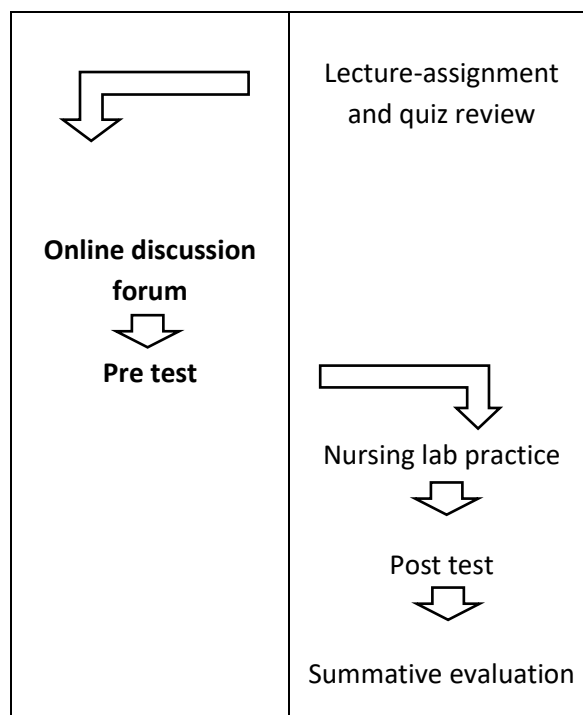 Lecture-assignment
and quiz review
Online discussion
forum
Pre test
Nursing lab practice
Post test
Summative evaluation